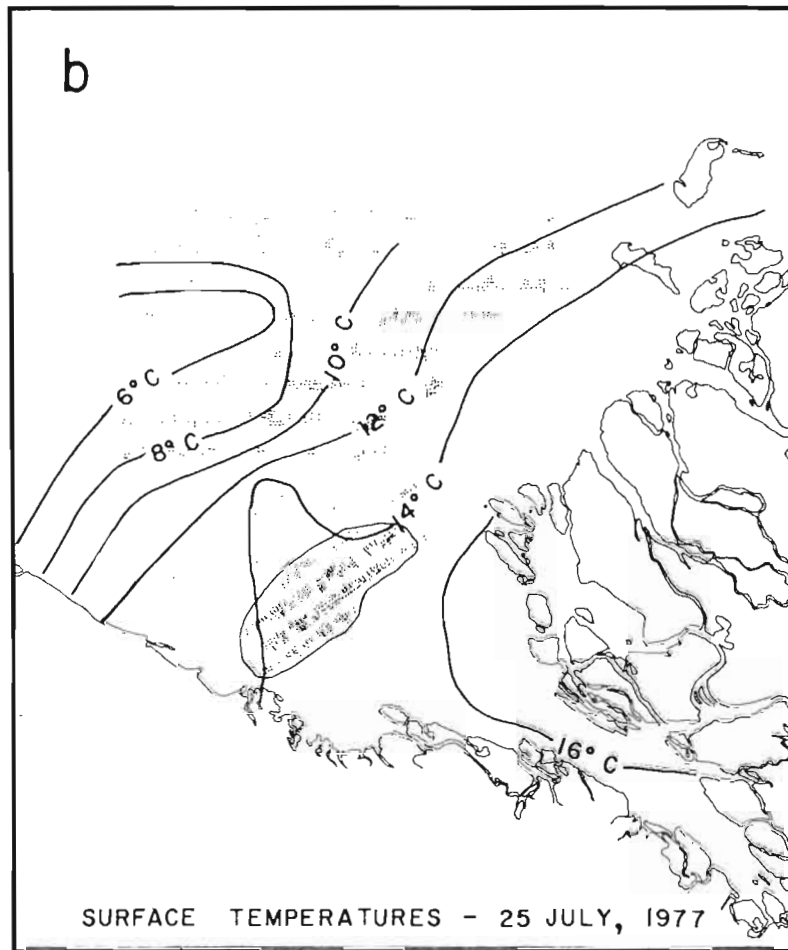 b
10° C
6° C
12° C
8° C
14° C
16° C
SURFACE TEMPERATURES - 25 JULY, 1977